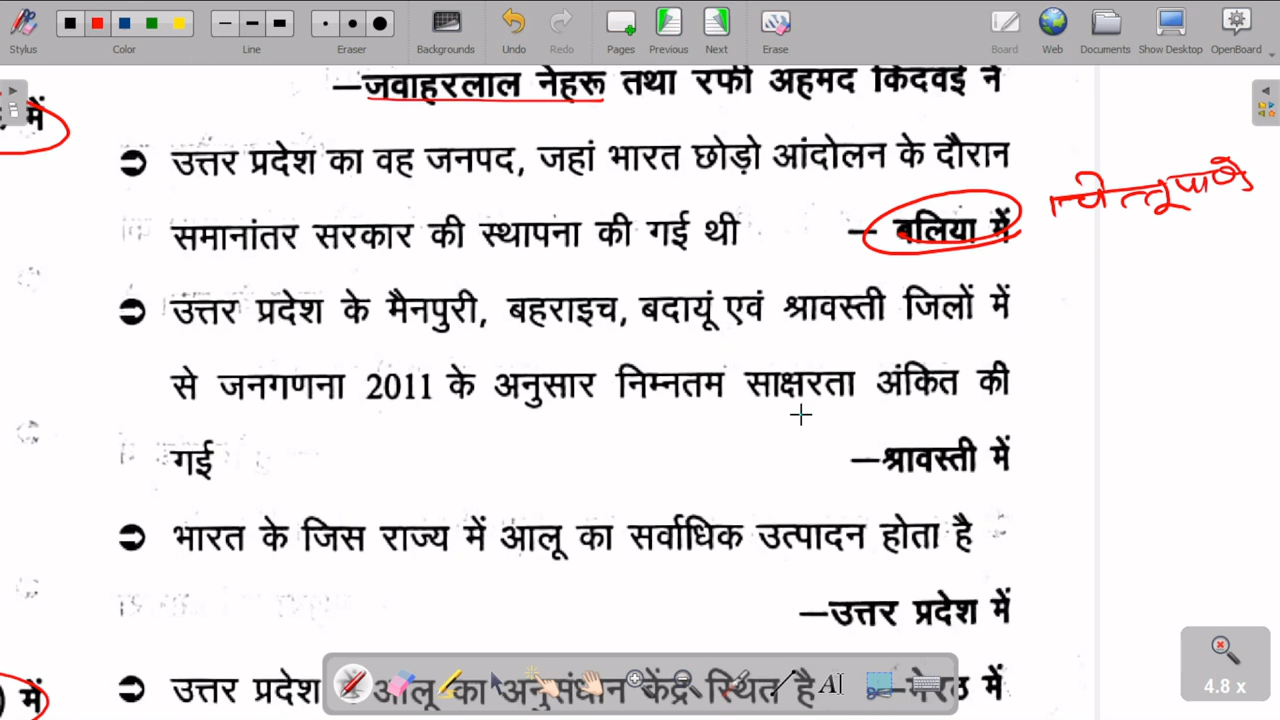 Stylus Color Line Eraser Backgrounds Undo Redo Pages Previous Next Erase Board Web Documents Show Desktop OpenBoard
—जवाहरलाल नेहरू तथा रफी अहमद किदवई ने
में
उत्तर प्रदेश का वह जनपद, जहां भारत छोड़ो आंदोलन के दौरान
समानांतर सरकार की स्थापना की गई थी — बलिया में
उत्तर प्रदेश के मैनपुरी, बहराइच, बदायूं एवं श्रावस्ती जिलों में
से जनगणना 2011 के अनुसार निम्नतम साक्षरता अंकित की
गई —श्रावस्ती में
भारत के जिस राज्य में आलू का सर्वाधिक उत्पादन होता है
—उत्तर प्रदेश में
4.8 x
) में
उत्तर प्रदेश आलू का अनुसंधान केंद्र स्थित है —मेरठ में